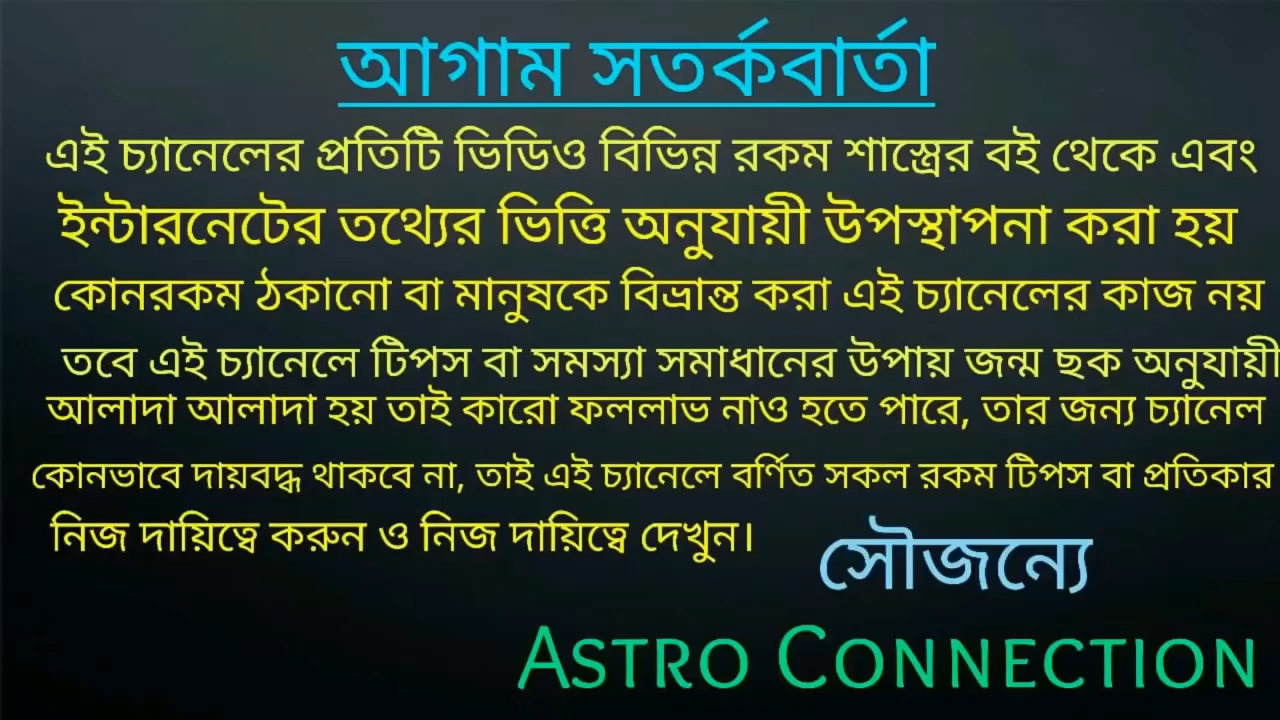 আগাম সতর্কবার্তা
এই চ্যানেলের প্রতিটি ভিডিও বিভিন্ন রকম শাস্ত্রের বই থেকে এবং
ইন্টারনেটের তথ্যের ভিত্তি অনুযায়ী উপস্থাপনা করা হয়
কোনরকম ঠকানো বা মানুষকে বিভ্রান্ত করা এই চ্যানেলের কাজ নয়
তবে এই চ্যানেলে টিপস বা সমস্যা সমাধানের উপায় জন্ম ছক অনুযায়ী
আলাদা আলাদা হয় তাই কারো ফললাভ নাও হতে পারে, তার জন্য চ্যানেল
কোনভাবে দায়বদ্ধ থাকবে না, তাই এই চ্যানেলে বর্ণিত সকল রকম টিপস বা প্রতিকার
নিজ দায়িত্বে করুন ও নিজ দায়িত্বে দেখুন।
সৌজন্যে
ASTRO CONNECTION